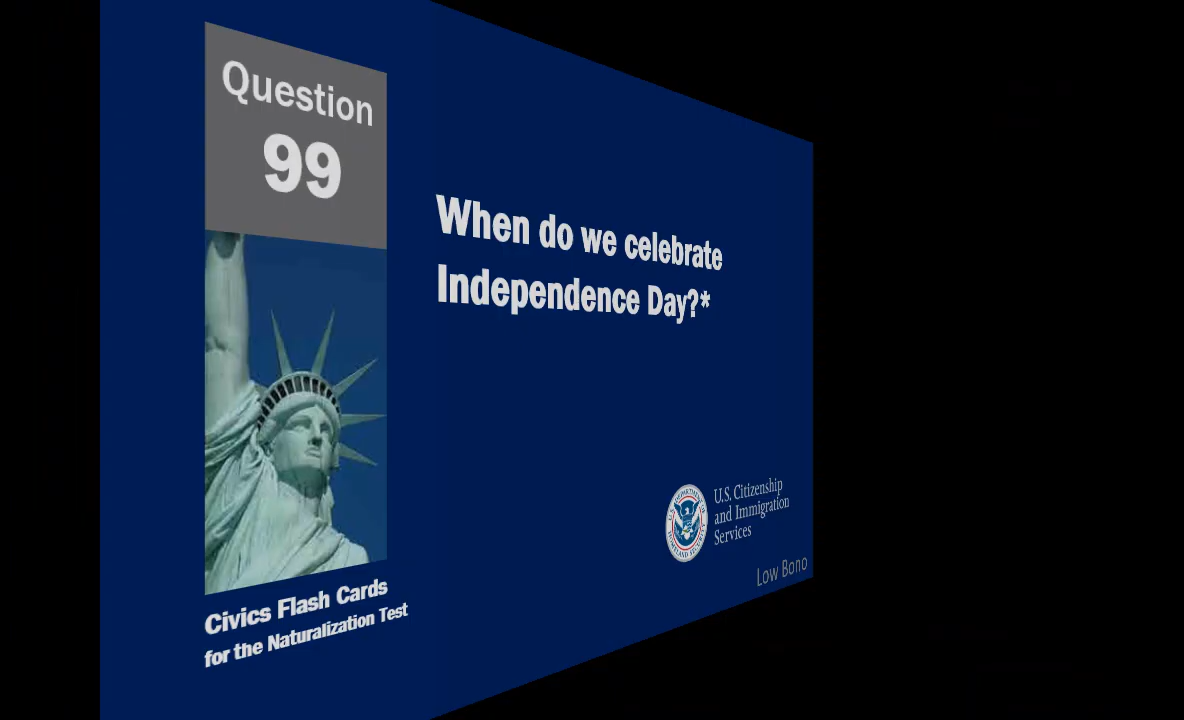 Question
99
When do we celebrate
Independence Day?*
U.S. Citizenship
and Immigration
Services
Low Bono
Civics Flash Cards
for the Naturalization Test